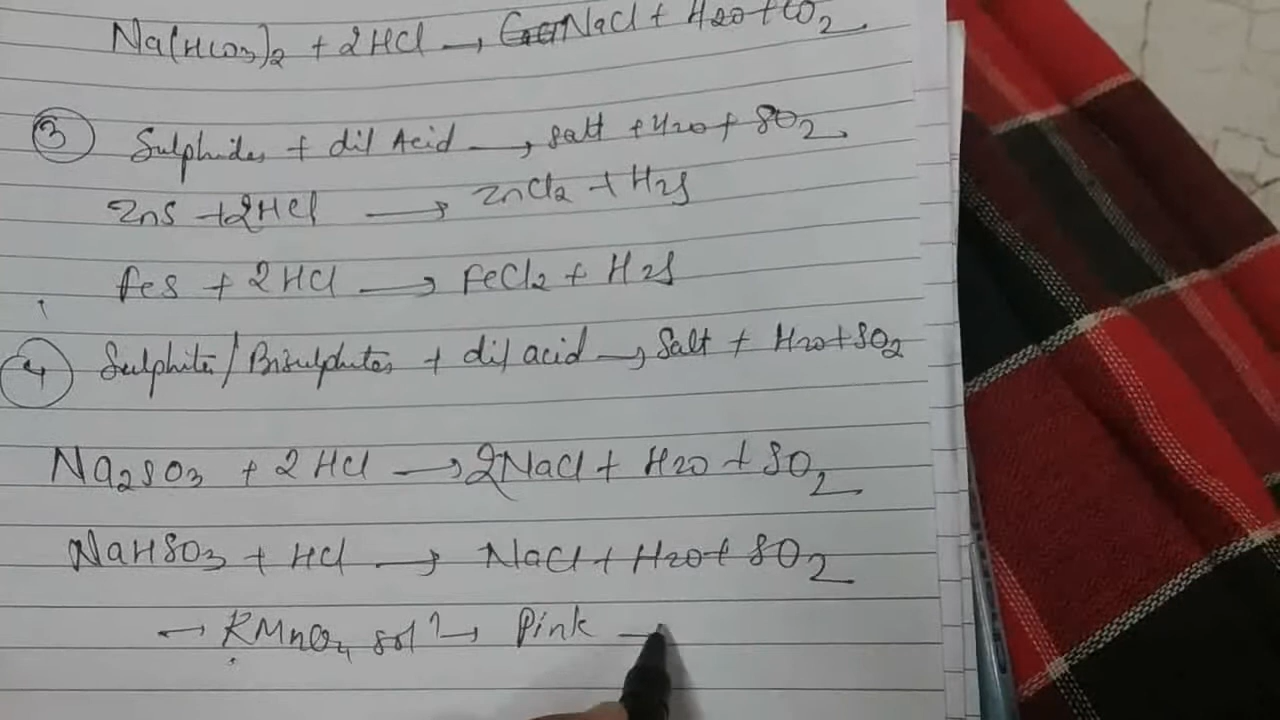 Na(HCO3)2 + 2HCl → NaCl + H2O + CO2
③ Sulphides + dil Acid → salt + H2O + SO2
ZnS + 2HCl → ZnCl2 + H2S
FeS + 2HCl → FeCl2 + H2S
④ Sulphites/Bisulphites + dil acid → Salt + H2O + SO2
Na2SO3 + 2HCl → 2NaCl + H2O + SO2
NaHSO3 + HCl → NaCl + H2O + SO2
→ KMnO4 solⁿ → Pink →